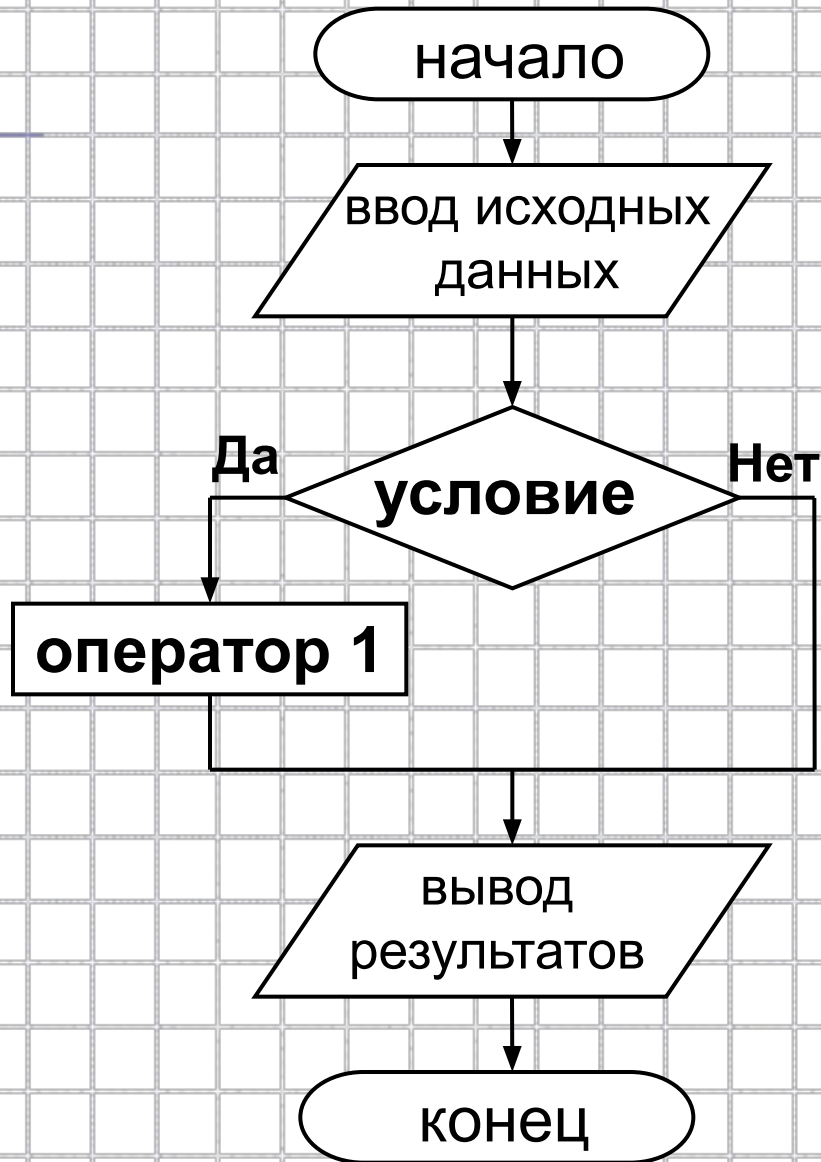 начало
ввод исходных
данных
Да
Нет
условие
оператор 1
вывод
результатов
конец